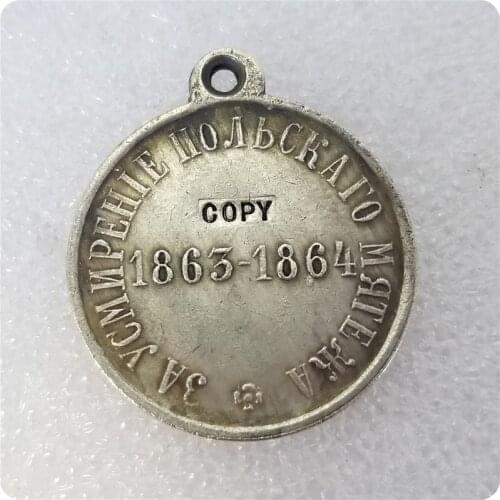 ЗА УСМИРЕНІЕ ПОЛЬСКАГО МЯТЕЖА
COPY
1863-1864